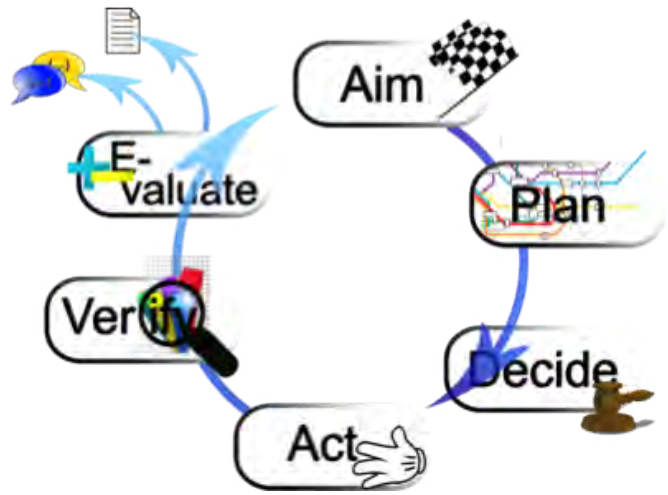 Aim
Plan
Decide
Act
Verify
E-
valuate